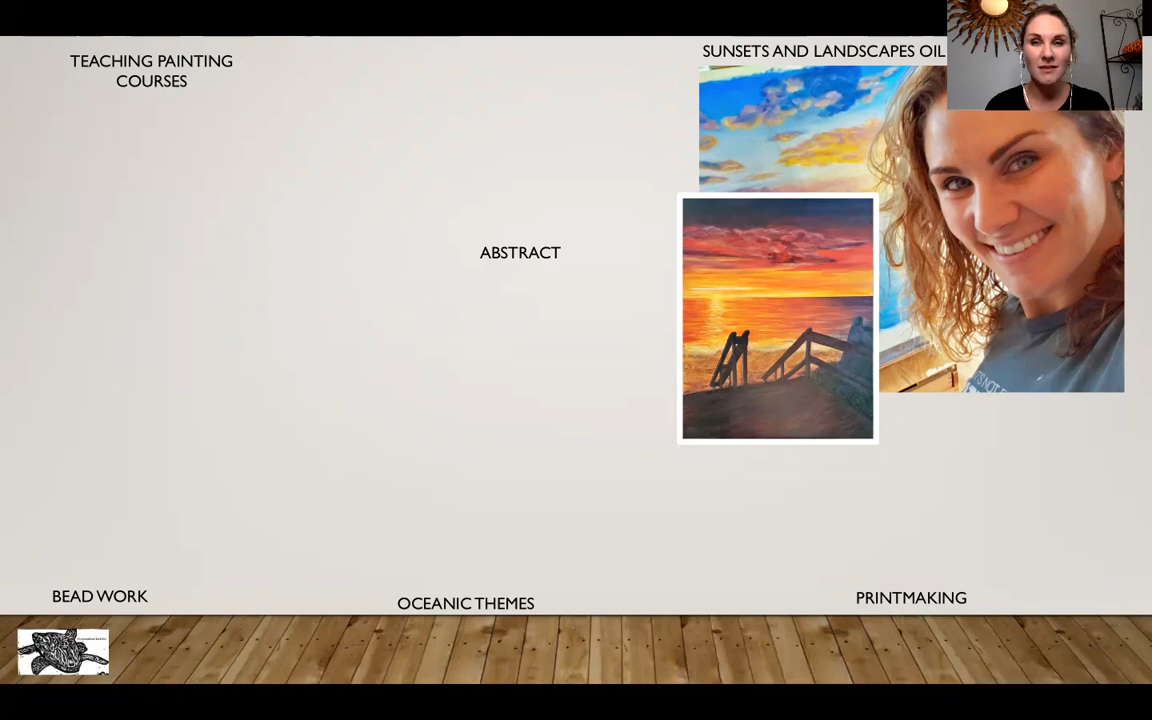 TEACHING PAINTING
COURSES
SUNSETS AND LANDSCAPES OIL
ABSTRACT
BEAD WORK
OCEANIC THEMES
PRINTMAKING